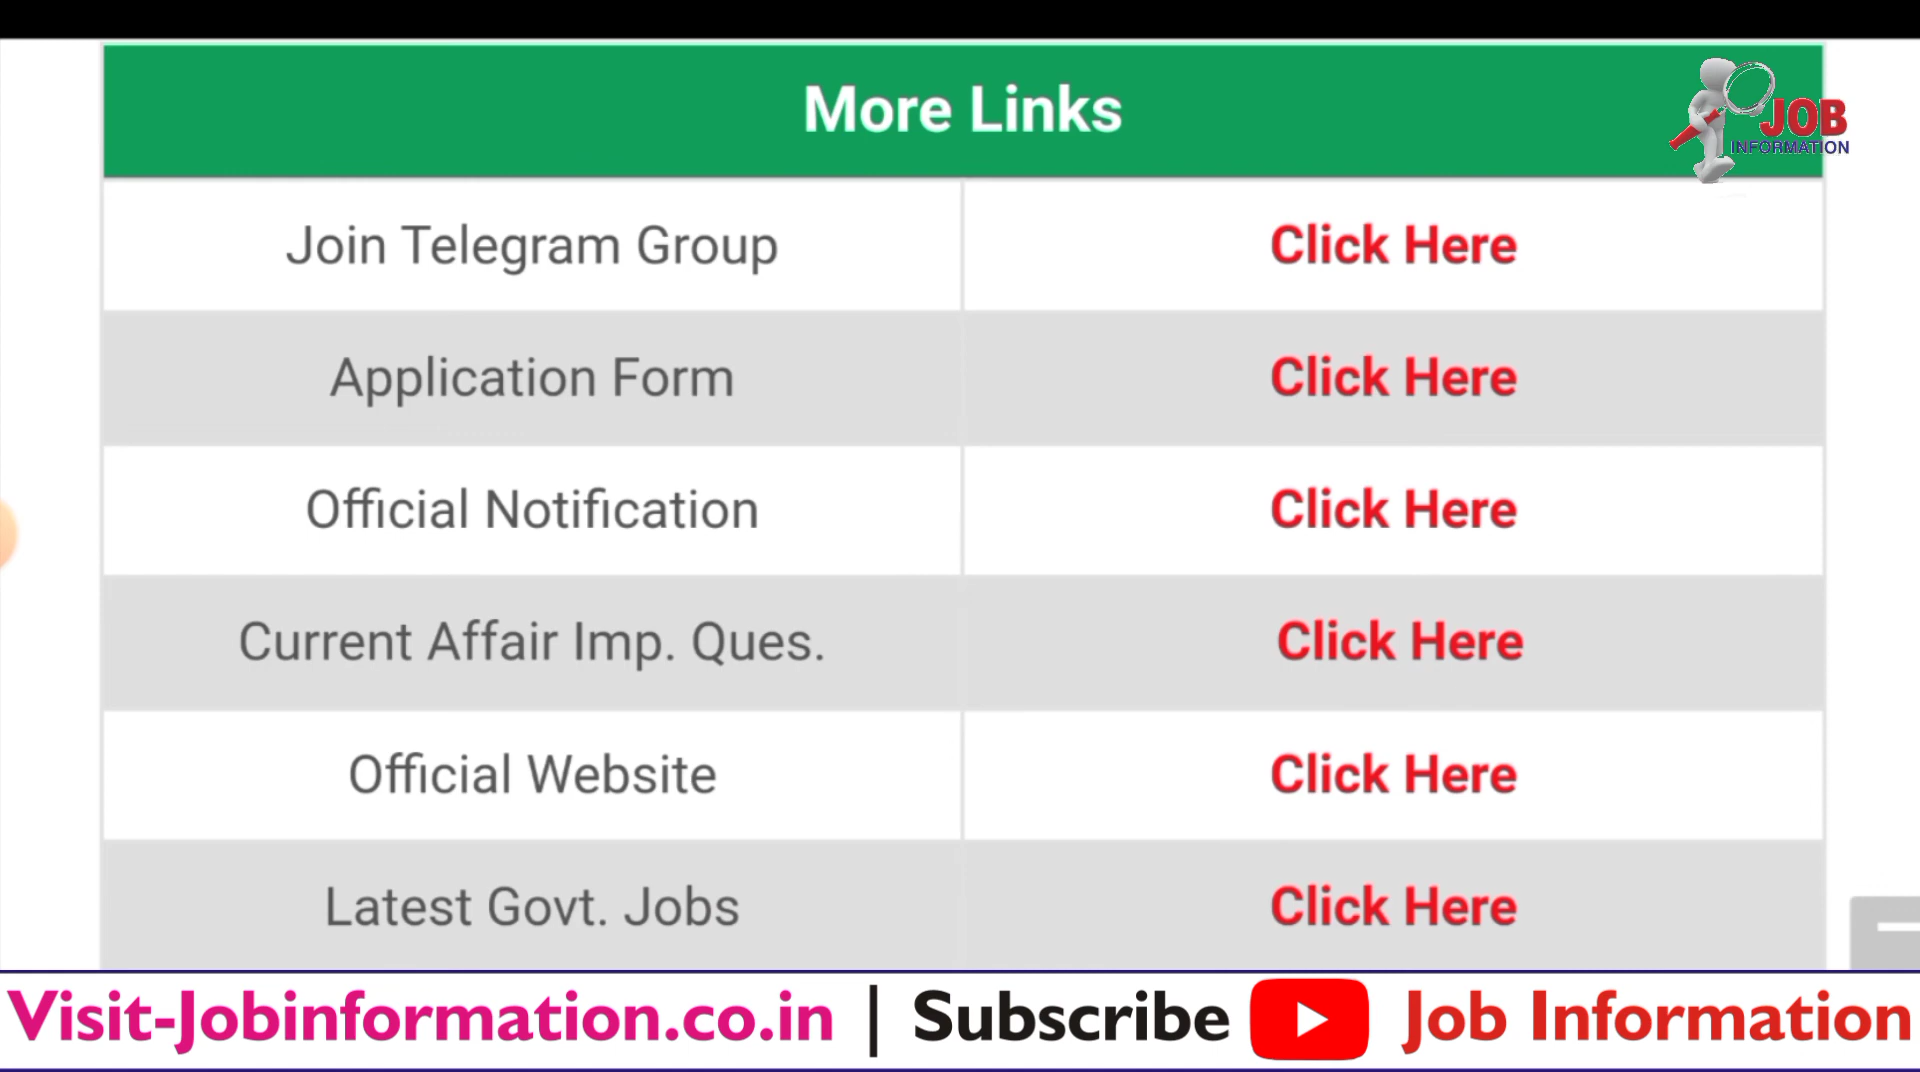 More Links
JOB
INFORMATION
Join Telegram Group Click Here
Application Form Click Here
Official Notification Click Here
Current Affair Imp. Ques. Click Here
Official Website Click Here
Latest Govt. Jobs Click Here
Visit-Jobinformation.co.in | Subscribe Job Information